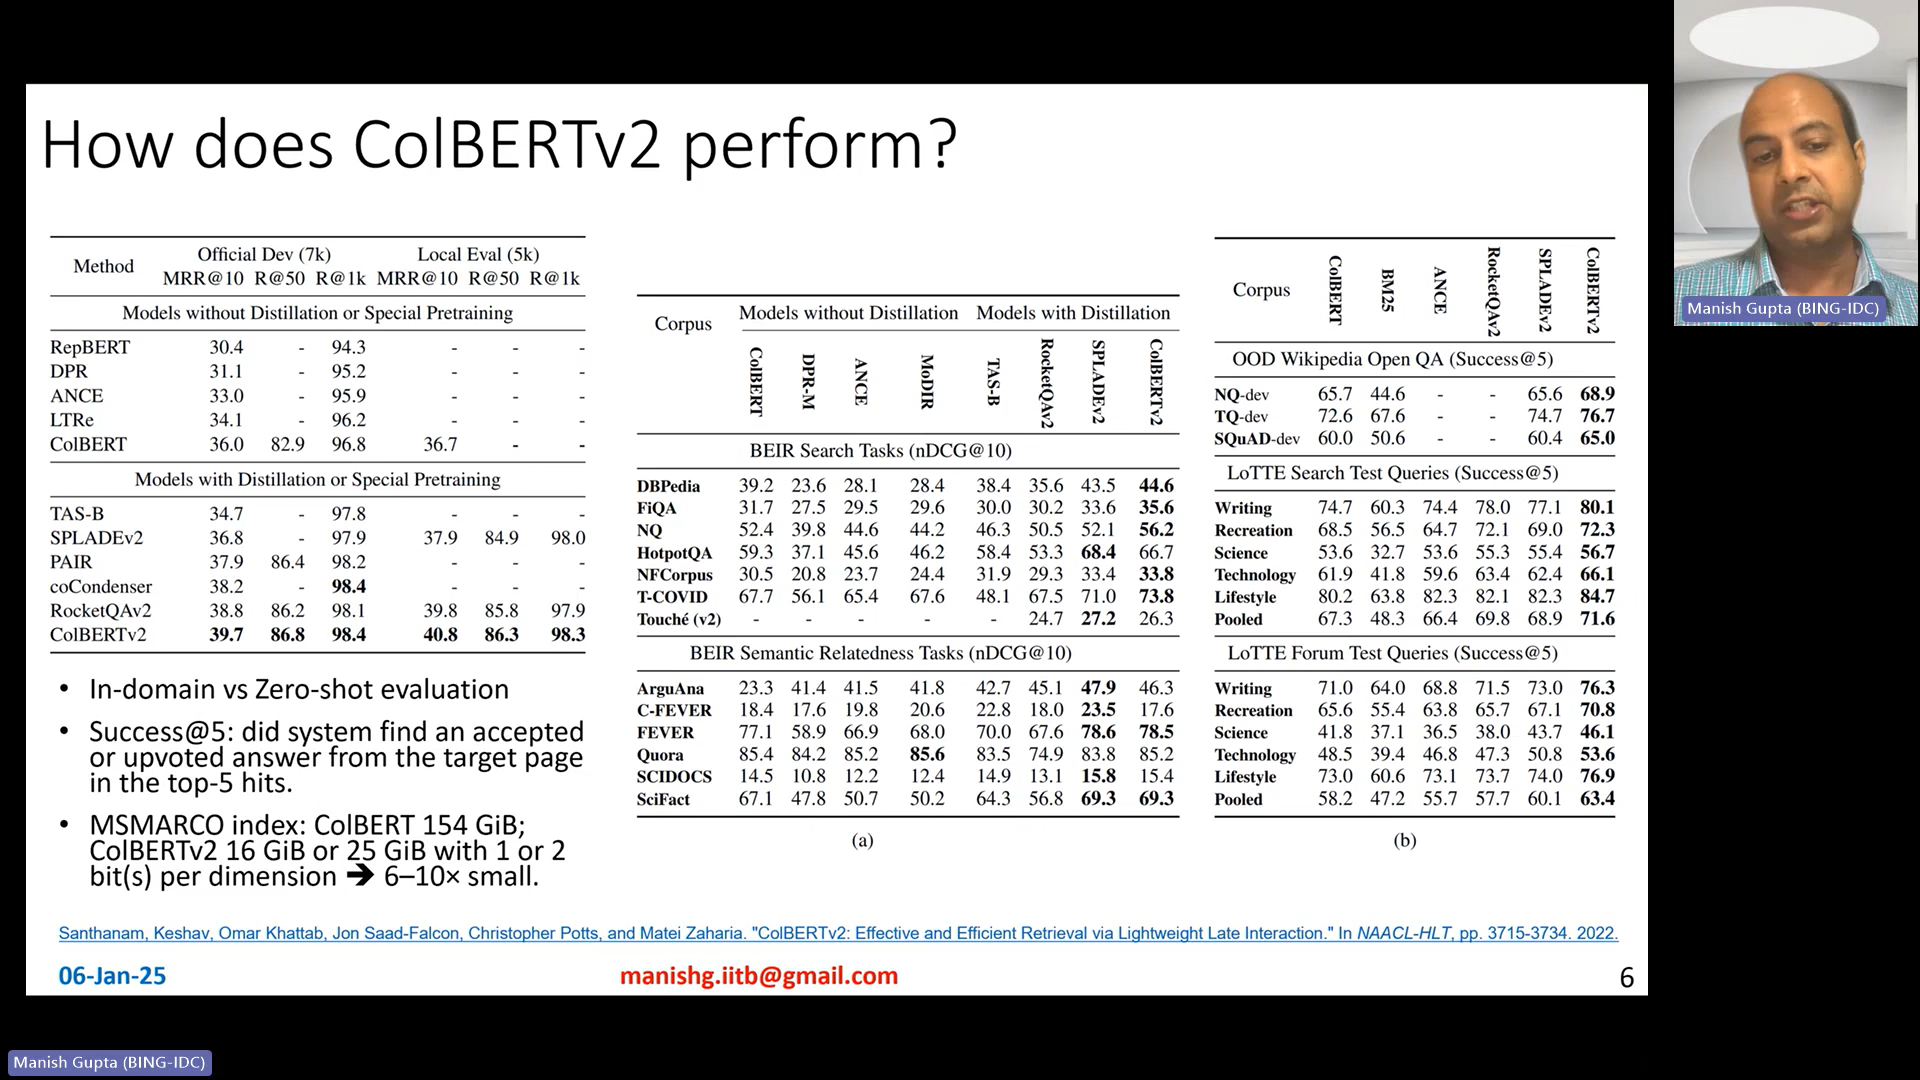 How does ColBERTv2 perform?
Method Official Dev (7k) Local Eval (5k)
MRR@10 R@50 R@1k MRR@10 R@50 R@1k
Models without Distillation or Special Pretraining
RepBERT 30.4 - 94.3 - - -
DPR 31.1 - 95.2 - - -
ANCE 33.0 - 95.9 - - -
LTRe 34.1 - 96.2 - - -
ColBERT 36.0 82.9 96.8 36.7 - -
Models with Distillation or Special Pretraining
TAS-B 34.7 - 97.8 - - -
SPLADEv2 36.8 - 97.9 37.9 84.9 98.0
PAIR 37.9 86.4 98.2 - - -
coCondenser 38.2 - 98.4 - - -
RocketQAv2 38.8 86.2 98.1 39.8 85.8 97.9
ColBERTv2 39.7 86.8 98.4 40.8 86.3 98.3
• In-domain vs Zero-shot evaluation
• Success@5: did system find an accepted
or upvoted answer from the target page
in the top-5 hits.
• MSMARCO index: ColBERT 154 GiB;
ColBERTv2 16 GiB or 25 GiB with 1 or 2
bit(s) per dimension ➔ 6–10× small.
Corpus Models without Distillation Models with Distillation
ColBERT DPR-M ANCE MoDIR TAS-B RocketQAv2 SPLADEv2 ColBERTv2
BEIR Search Tasks (nDCG@10)
DBPedia 39.2 23.6 28.1 28.4 38.4 35.6 43.5 44.6
FiQA 31.7 27.5 29.5 29.6 30.0 30.2 33.6 35.6
NQ 52.4 39.8 44.6 44.2 46.3 50.5 52.1 56.2
HotpotQA 59.3 37.1 45.6 46.2 58.4 53.3 68.4 66.7
NFCorpus 30.5 20.8 23.7 24.4 31.9 29.3 33.4 33.8
T-COVID 67.7 56.1 65.4 67.6 48.1 67.5 71.0 73.8
Touché (v2) - - - - - 24.7 27.2 26.3
BEIR Semantic Relatedness Tasks (nDCG@10)
ArguAna 23.3 41.4 41.5 41.8 42.7 45.1 47.9 46.3
C-FEVER 18.4 17.6 19.8 20.6 22.8 18.0 23.5 17.6
FEVER 77.1 58.9 66.9 68.0 70.0 67.6 78.6 78.5
Quora 85.4 84.2 85.2 85.6 83.5 74.9 83.8 85.2
SCIDOCS 14.5 10.8 12.2 12.4 14.9 13.1 15.8 15.4
SciFact 67.1 47.8 50.7 50.2 64.3 56.8 69.3 69.3
(a)
Corpus ColBERT BM25 ANCE RocketQAv2 SPLADEv2 ColBERTv2
OOD Wikipedia Open QA (Success@5)
NQ-dev 65.7 44.6 - - 65.6 68.9
TQ-dev 72.6 67.6 - - 74.7 76.7
SQuAD-dev 60.0 50.6 - - 60.4 65.0
LoTTE Search Test Queries (Success@5)
Writing 74.7 60.3 74.4 78.0 77.1 80.1
Recreation 68.5 56.5 64.7 72.1 69.0 72.3
Science 53.6 32.7 53.6 55.3 55.4 56.7
Technology 61.9 41.8 59.6 63.4 62.4 66.1
Lifestyle 80.2 63.8 82.3 82.1 82.3 84.7
Pooled 67.3 48.3 66.4 69.8 68.9 71.6
LoTTE Forum Test Queries (Success@5)
Writing 71.0 64.0 68.8 71.5 73.0 76.3
Recreation 65.6 55.4 63.8 65.7 67.1 70.8
Science 41.8 37.1 36.5 38.0 43.7 46.1
Technology 48.5 39.4 46.8 47.3 50.8 53.6
Lifestyle 73.0 60.6 73.1 73.7 74.0 76.9
Pooled 58.2 47.2 55.7 57.7 60.1 63.4
(b)
Santhanam, Keshav, Omar Khattab, Jon Saad-Falcon, Christopher Potts, and Matei Zaharia. "ColBERTv2: Effective and Efficient Retrieval via Lightweight Late Interaction." In NAACL-HLT, pp. 3715-3734. 2022.
06-Jan-25
manishg.iitb@gmail.com
6
Manish Gupta (BING-IDC)
Manish Gupta (BING-IDC)